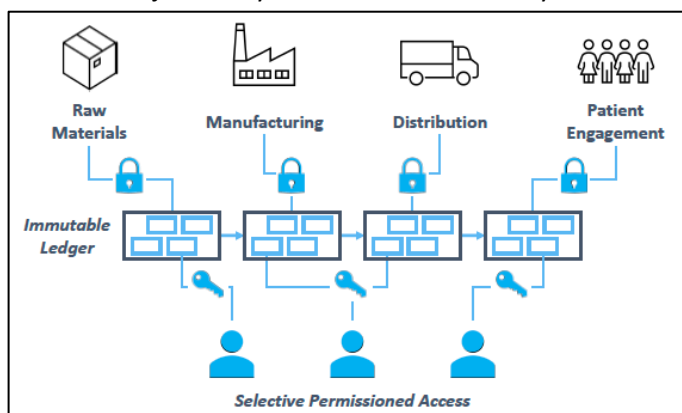 Raw
Materials
Manufacturing
Distribution
Patient
Engagement
Immutable
Ledger
Selective Permissioned Access